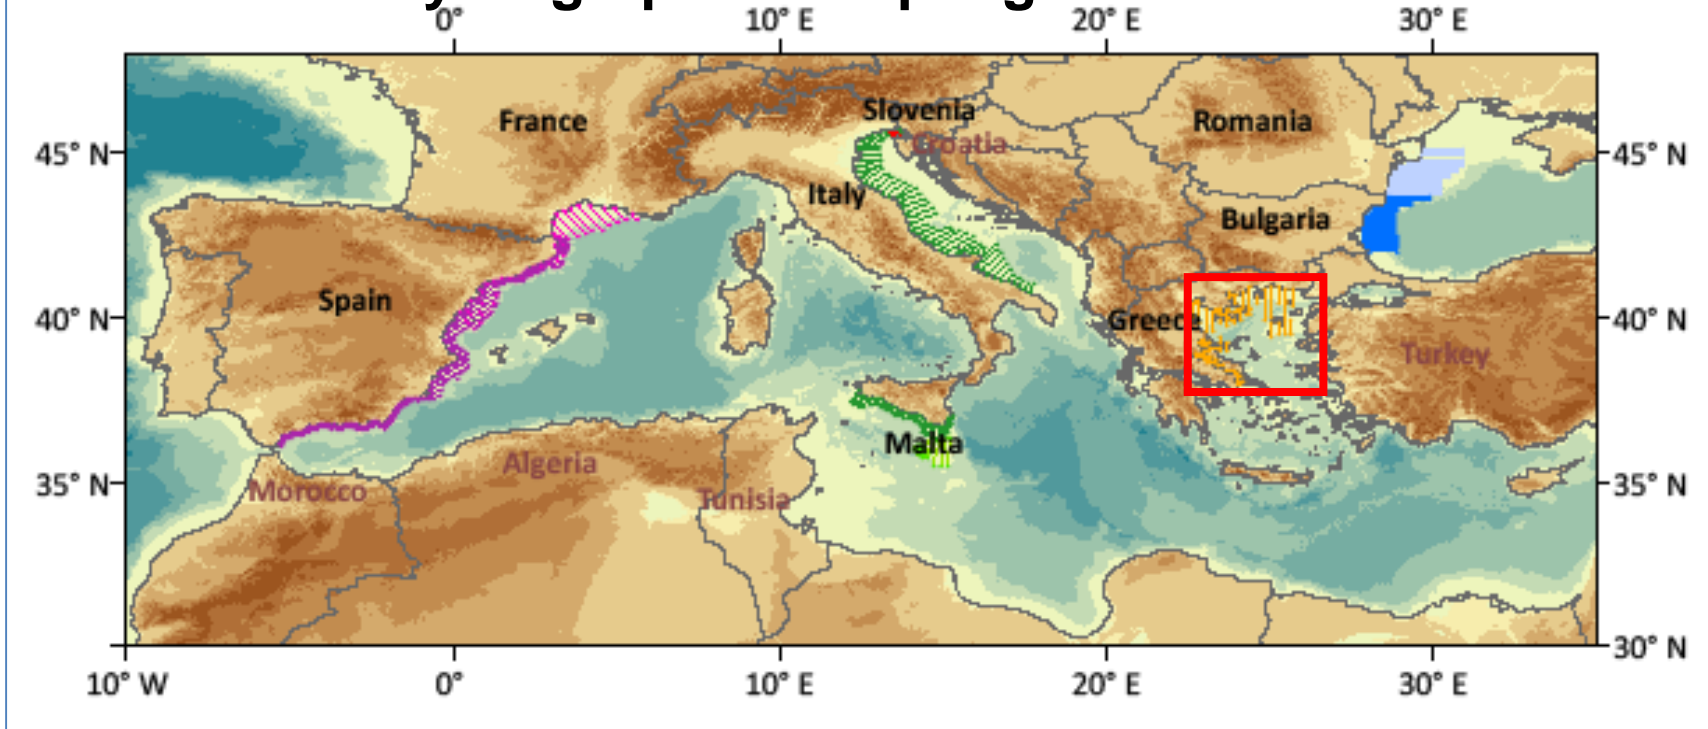 0° 10° E 20° E 30° E
Slovenia
France Romania
Croatia
45° N 45° N
Italy
Bulgaria
Spain
40° N Greece 40° N
Turkey
Malta
Algeria
Morocco Tunisia
35° N 35° N
30° N
10° W 0° 10° E 20° E 30° E